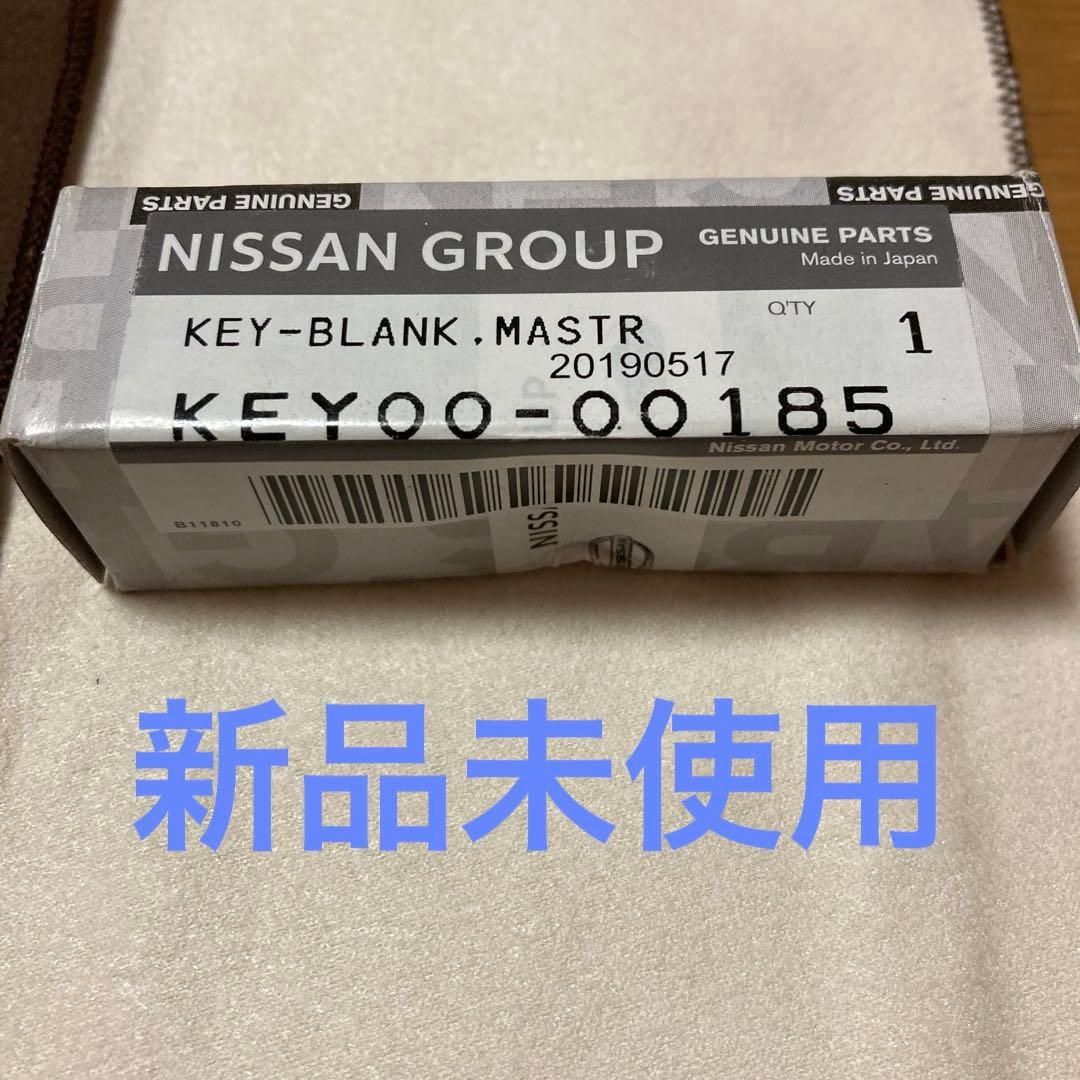 GENUINE PARTS GENUINE PARTS
NISSAN GROUP GENUINE PARTS
Made in Japan
Q'TY
KEY-BLANK,MASTR 1
20190517
KEY00-00185
Nissan Motor Co., Ltd.
B11810
NISS
新品未使用